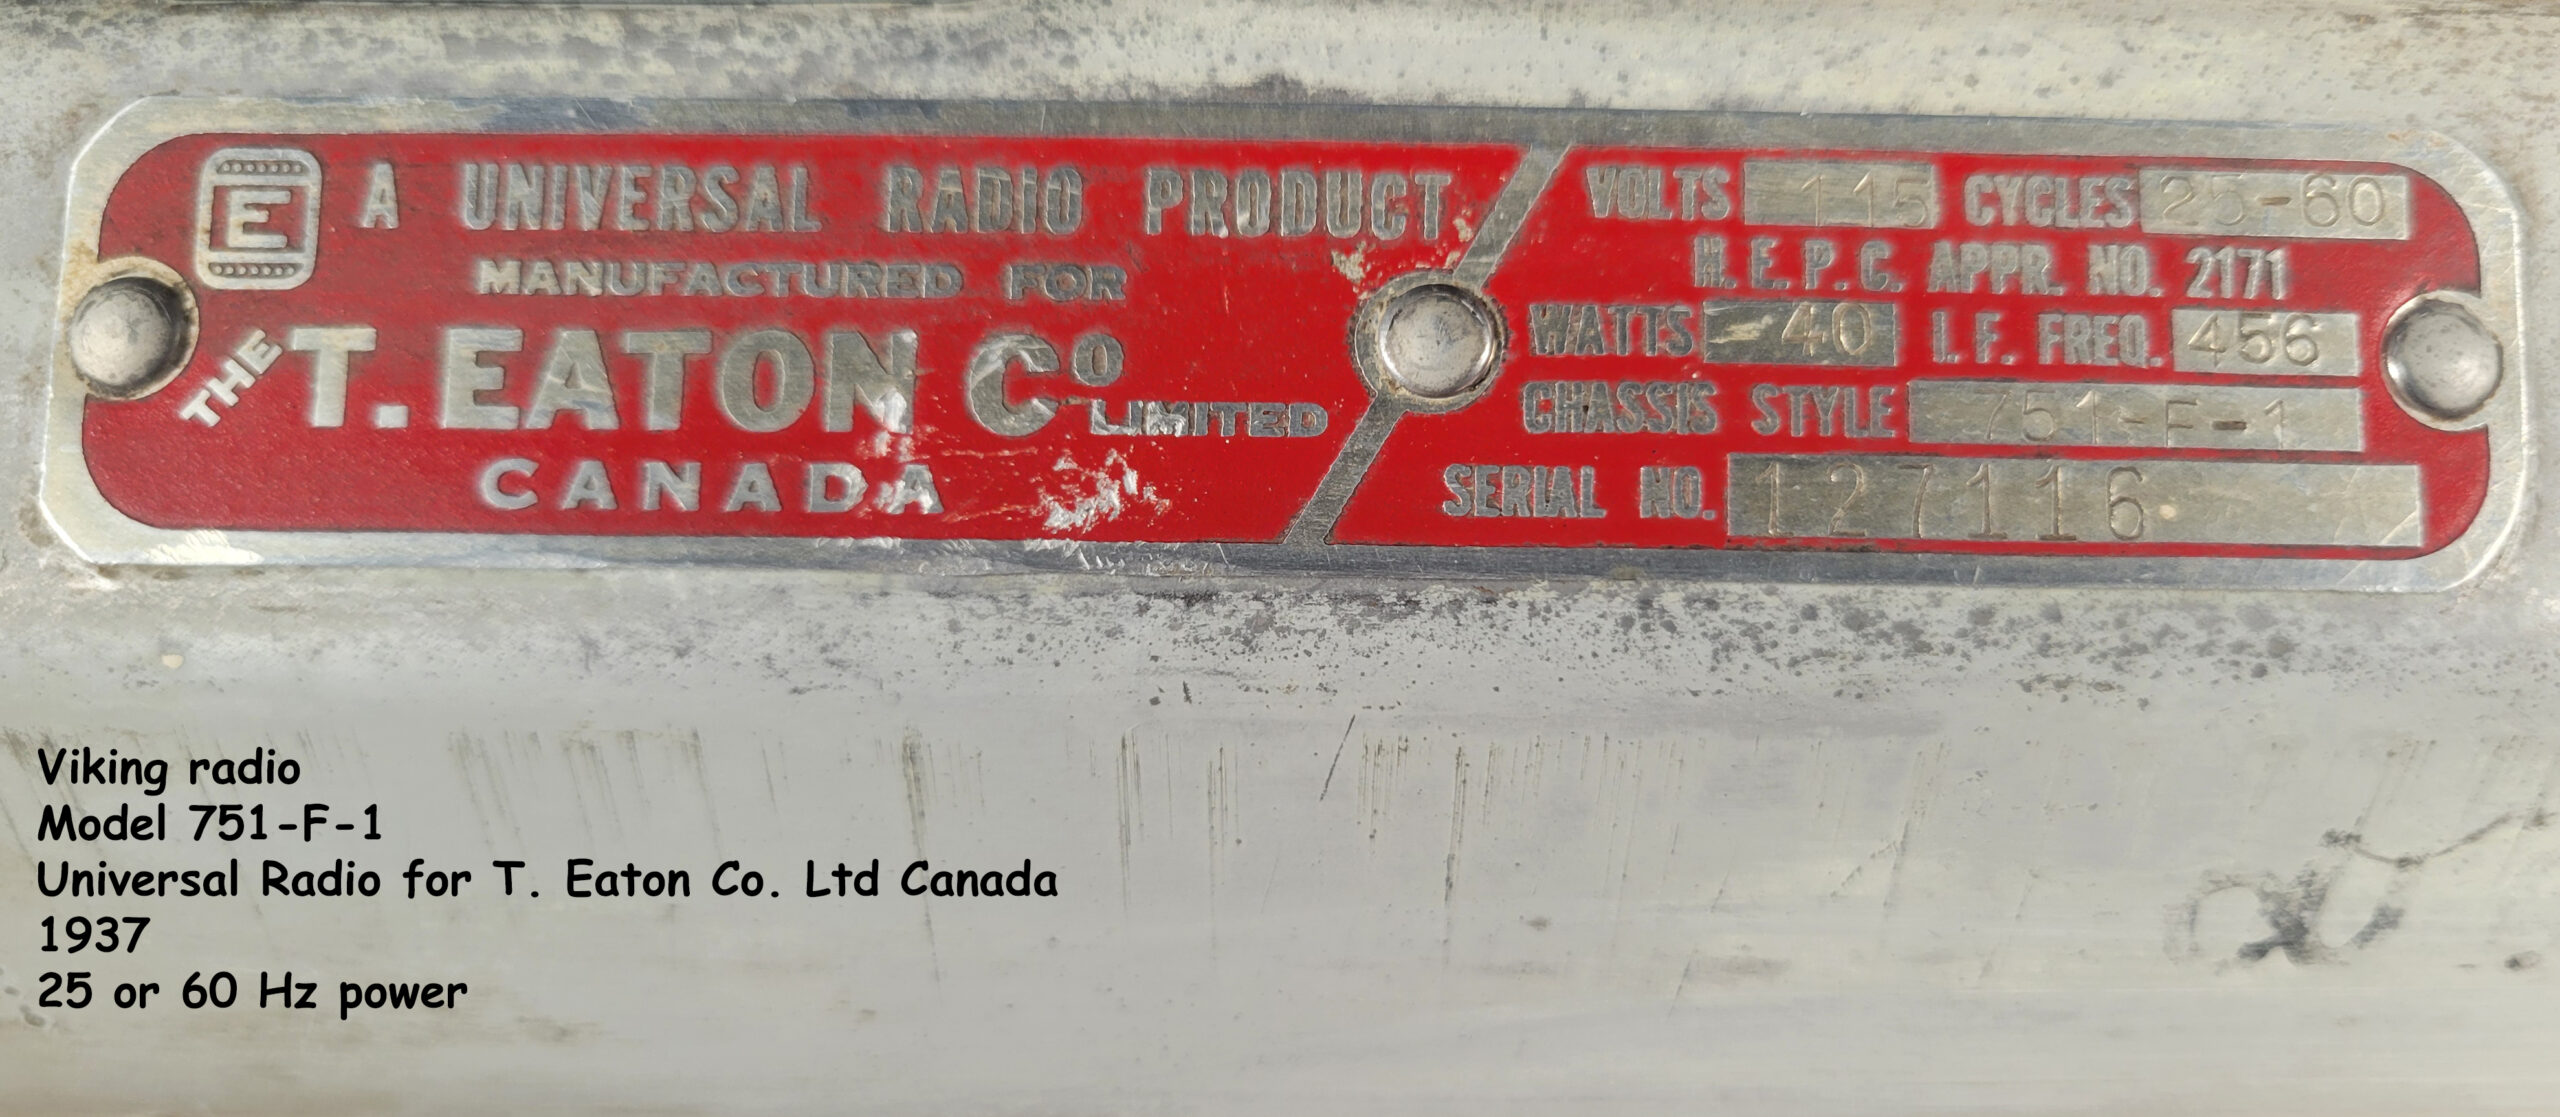 E
A UNIVERSAL RADIO PRODUCT
MANUFACTURED FOR
THE T. EATON CO LIMITED
CANADA
VOLTS 115 CYCLES 25-60
H.E.P.C. APPR. NO. 2171
WATTS 40 I.F. FREQ. 456
CHASSIS STYLE 751-F-1
SERIAL NO. 127116
Viking radio
Model 751-F-1
Universal Radio for T. Eaton Co. Ltd Canada
1937
25 or 60 Hz power